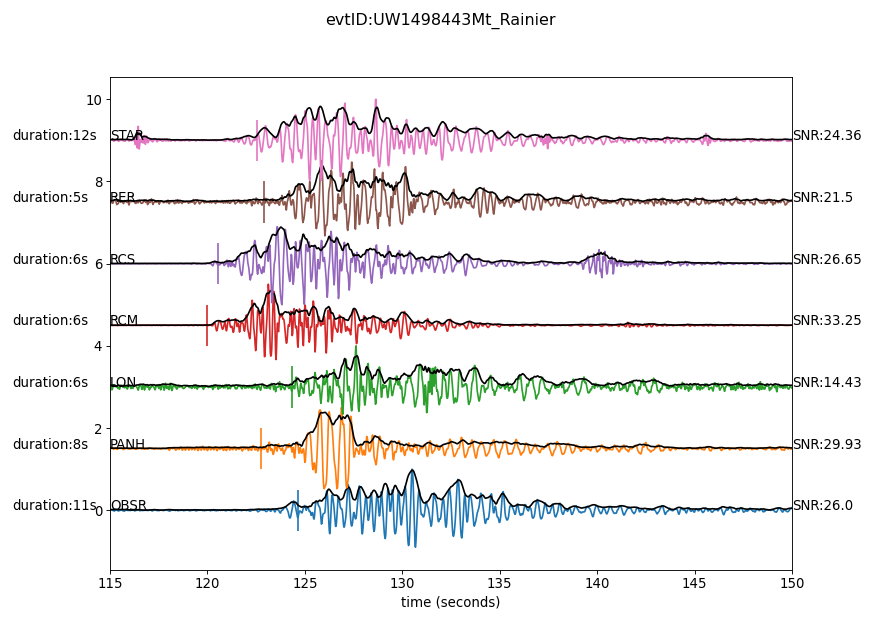 evtID:UW1498443Mt_Rainier
10
duration:12s STAR SNR:24.36
8
duration:5s RER SNR:21.5
duration:6s RCS SNR:26.65
6
duration:6s RCM SNR:33.25
4
duration:6s LON SNR:14.43
2
duration:8s PANH SNR:29.93
duration:11s OBSR SNR:26.0
0
115 120 125 130 135 140 145 150
time (seconds)